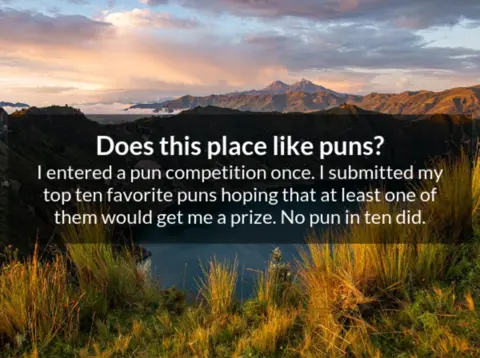 Does this place like puns?
I entered a pun competition once. I submitted my
top ten favorite puns hoping that at least one of
them would get me a prize. No pun in ten did.